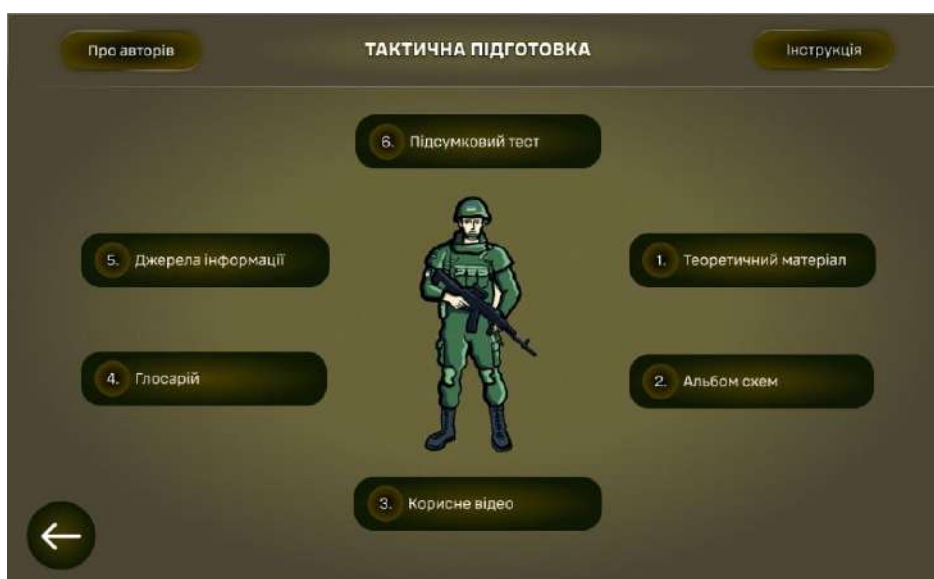 Про авторів
ТАКТИЧНА ПІДГОТОВКА
Інструкція
6. Підсумковий тест
5. Джерела інформації
1. Теоретичний матеріал
4. Глосарій
2. Альбом схем
3. Корисне відео